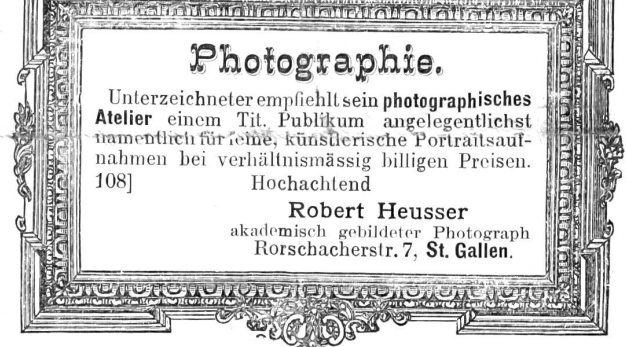 Photographie.
Unterzeichneter empfiehlt sein photographisches
Atelier einem Tit. Publikum angelegentlichst
namentlich für feine, künstlerische Portraitsauf-
nahmen bei verhältnismässig billigen Preisen.
108] Hochachtend
Robert Heusser
akademisch gebildeter Photograph
Rorschacherstr. 7, St. Gallen.